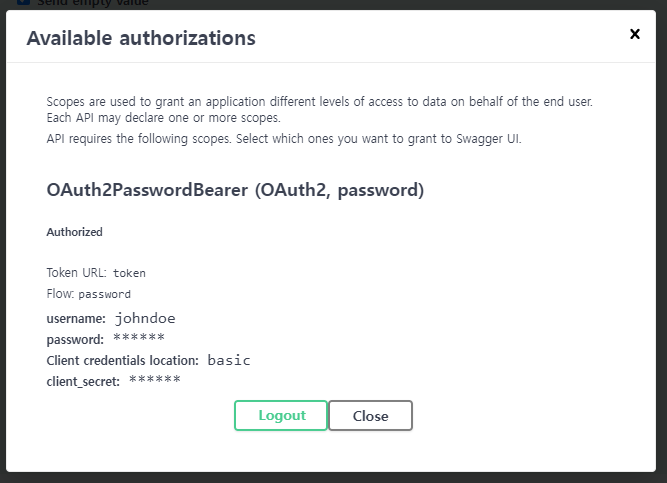 Send empty value
Available authorizations
x
Scopes are used to grant an application different levels of access to data on behalf of the end user.
Each API may declare one or more scopes.
API requires the following scopes. Select which ones you want to grant to Swagger UI.
OAuth2PasswordBearer (OAuth2, password)
Authorized
Token URL: token
Flow: password
username: johndoe
password: ******
Client credentials location: basic
client_secret: ******
Logout Close